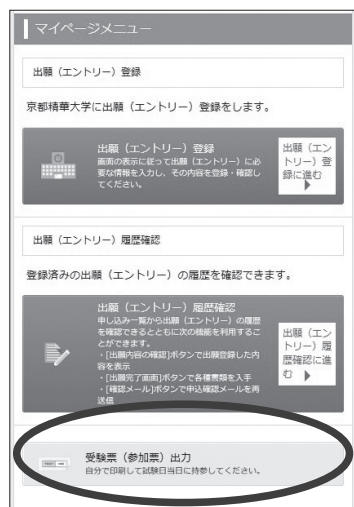 マイページメニュー
出願（エントリー）登録
京都精華大学に出願（エントリー）登録をします。
出願（エントリー）登録
画面の表示に従って出願（エントリー）に必
要な情報を入力し、その内容を登録・確認し
てください。
出願（エン
トリー）登
録に進む
出願（エントリー）履歴確認
登録済みの出願（エントリー）の履歴を確認できます。
出願（エントリー）履歴確認
申し込み一覧から出願（エントリー）の履歴
を確認できるとともに次の機能を利用するこ
とができます。
・[出願内容の確認]ボタンで出願登録した内
容を表示
・[出願完了画面]ボタンで各種書類を入手
・[確認メール]ボタンで申込確認メールを再
送信
出願（エン
トリー）履
歴確認に進
む
受験票（参加票）出力
自分で印刷して試験日当日に持参してください。